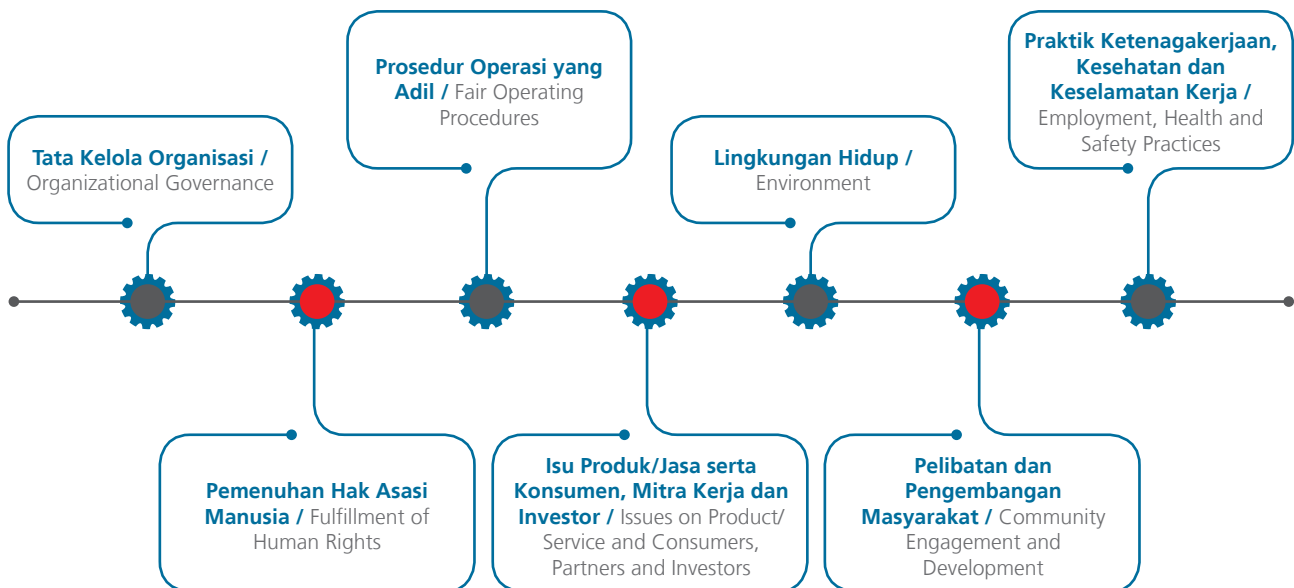 Tata Kelola Organisasi /
Organizational Governance
Pemenuhan Hak Asasi
Manusia / Fulfillment of
Human Rights
Prosedur Operasi yang
Adil / Fair Operating
Procedures
Isu Produk/Jasa serta
Konsumen, Mitra Kerja dan
Investor / Issues on Product/
Service and Consumers,
Partners and Investors
Lingkungan Hidup /
Environment
Pelibatan dan
Pengembangan
Masyarakat / Community
Engagement and
Development
Praktik Ketenagakerjaan,
Kesehatan dan
Keselamatan Kerja /
Employment, Health and
Safety Practices